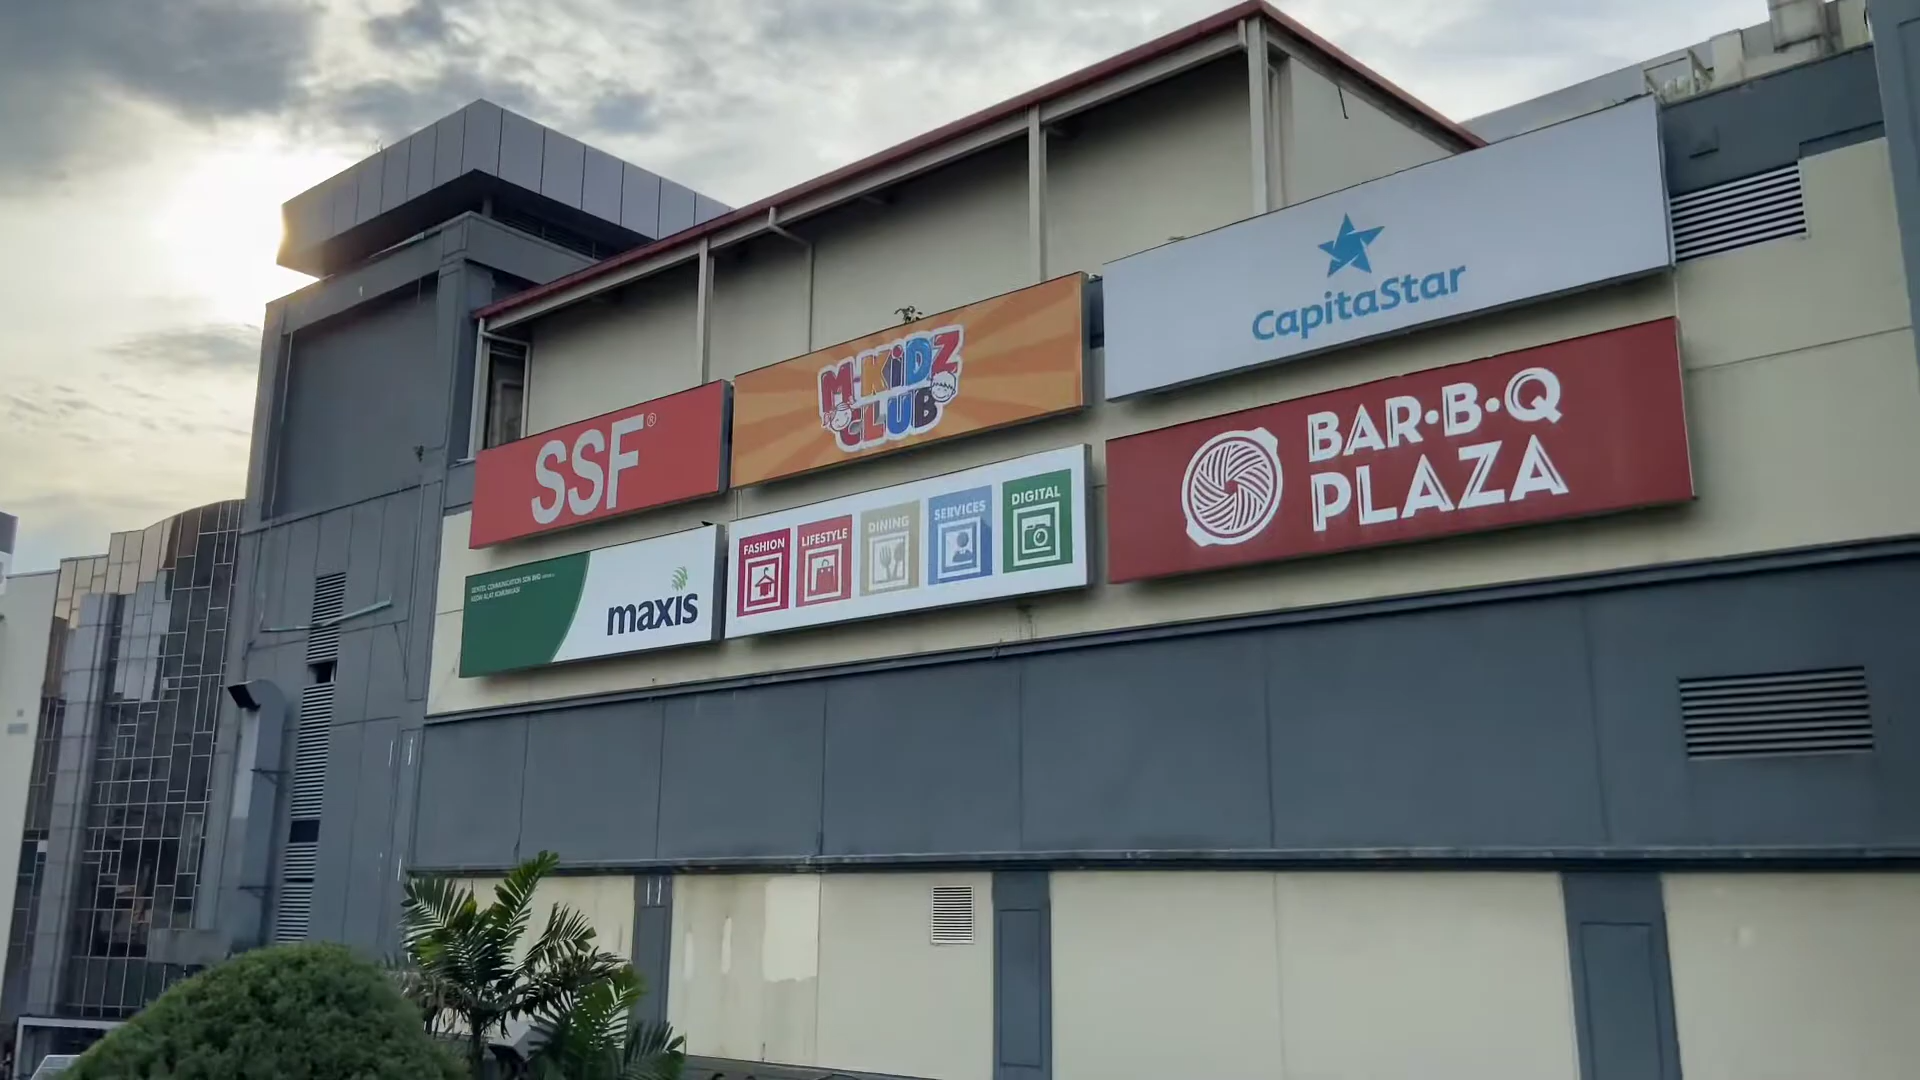 SSF®
M-KiDZ
CLUB
CapitaStar
BAR•B•Q
PLAZA
maxis
FASHION
LIFESTYLE
DINING
SERVICES
DIGITAL